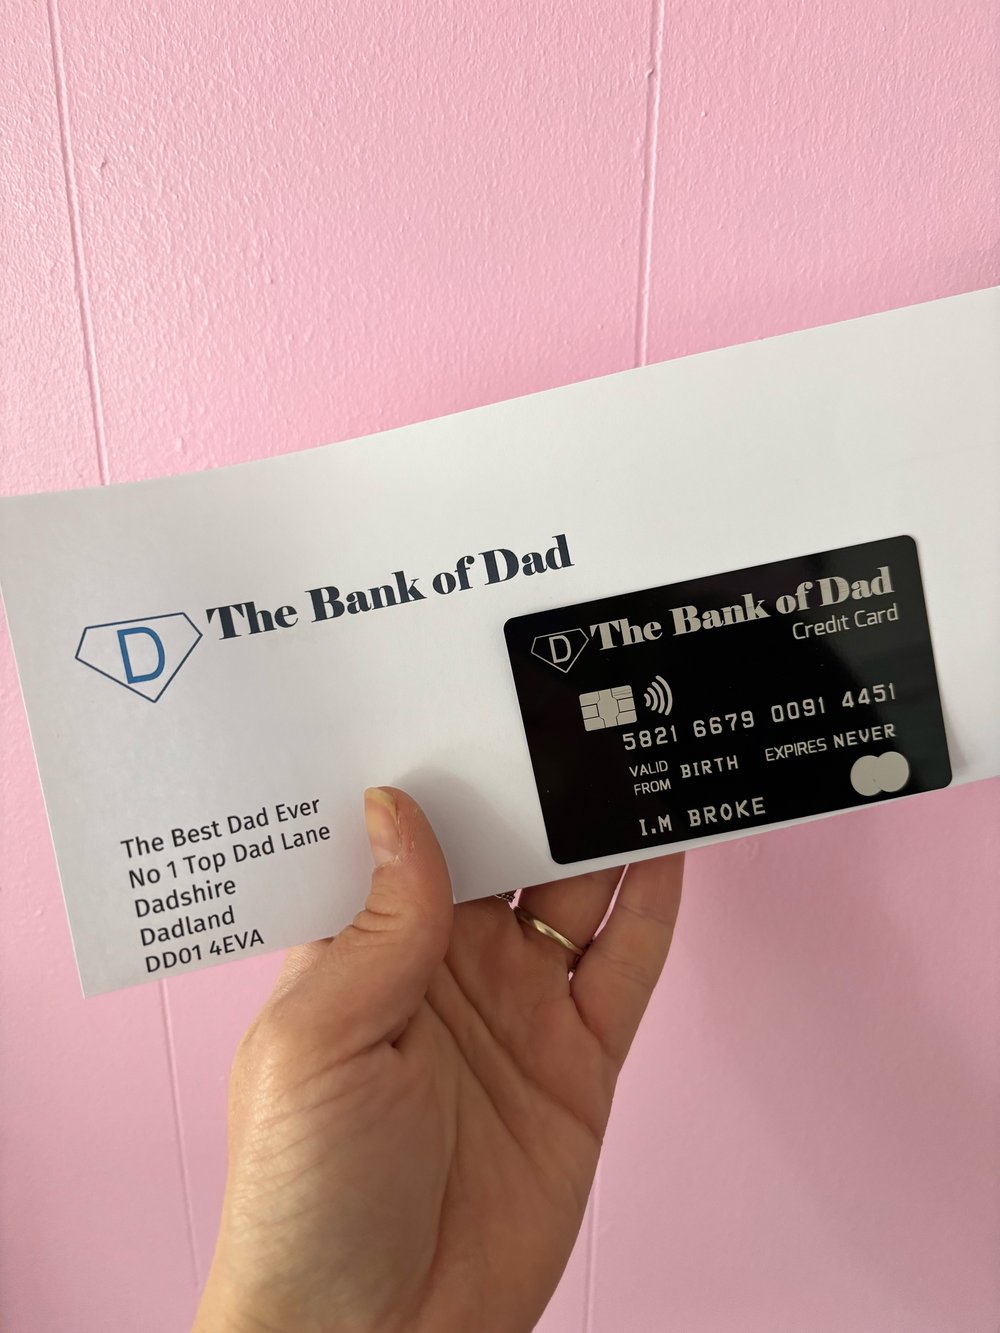 D
The Bank of Dad
The Best Dad Ever
No 1 Top Dad Lane
Dadshire
Dadland
DD01 4EVA
D
The Bank of Dad
Credit Card
5821 6679 0091 4451
VALID
FROM BIRTH EXPIRES NEVER
I.M BROKE